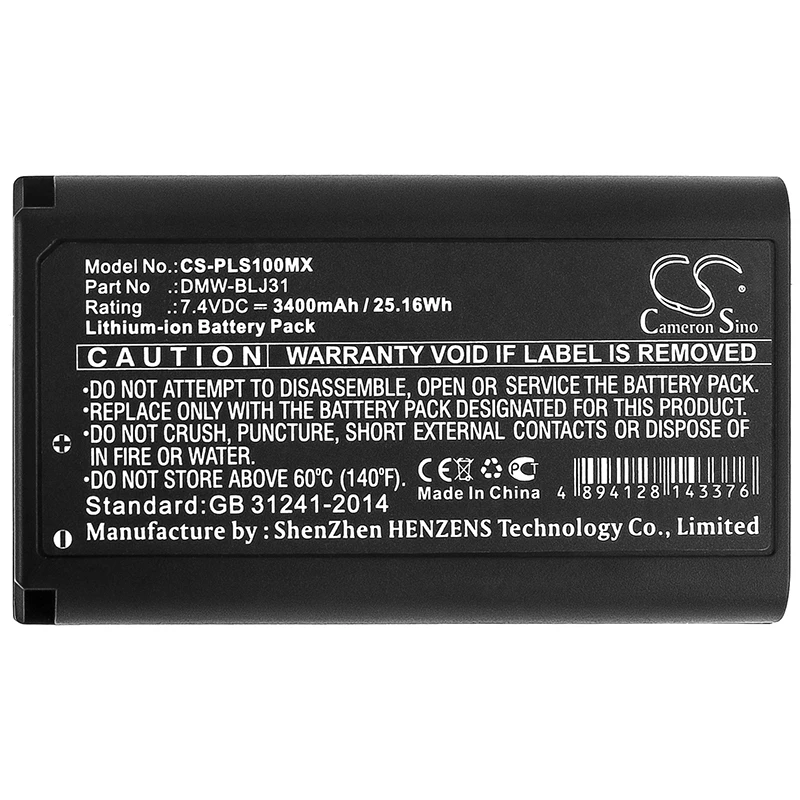 Model No.:CS-PLS100MX
Part No :DMW-BLJ31
Rating :7.4VDC ⎓ 3400mAh / 25.16Wh
Lithium-ion Battery Pack
CS
Cameron Sino
CAUTION WARRANTY VOID IF LABEL IS REMOVED
•DO NOT ATTEMPT TO DISASSEMBLE, OPEN OR SERVICE THE BATTERY PACK.
•REPLACE ONLY WITH THE BATTERY PACK DESIGNATED FOR THIS PRODUCT.
•DO NOT CRUSH, PUNCTURE, SHORT EXTERNAL CONTACTS OR DISPOSE OF
IN FIRE OR WATER.
•DO NOT STORE ABOVE 60°C (140°F).
CE PCT
Made In China
4 894128 143376
Standard:GB 31241-2014
Manufacture by : ShenZhen HENZENS Technology Co., Limited